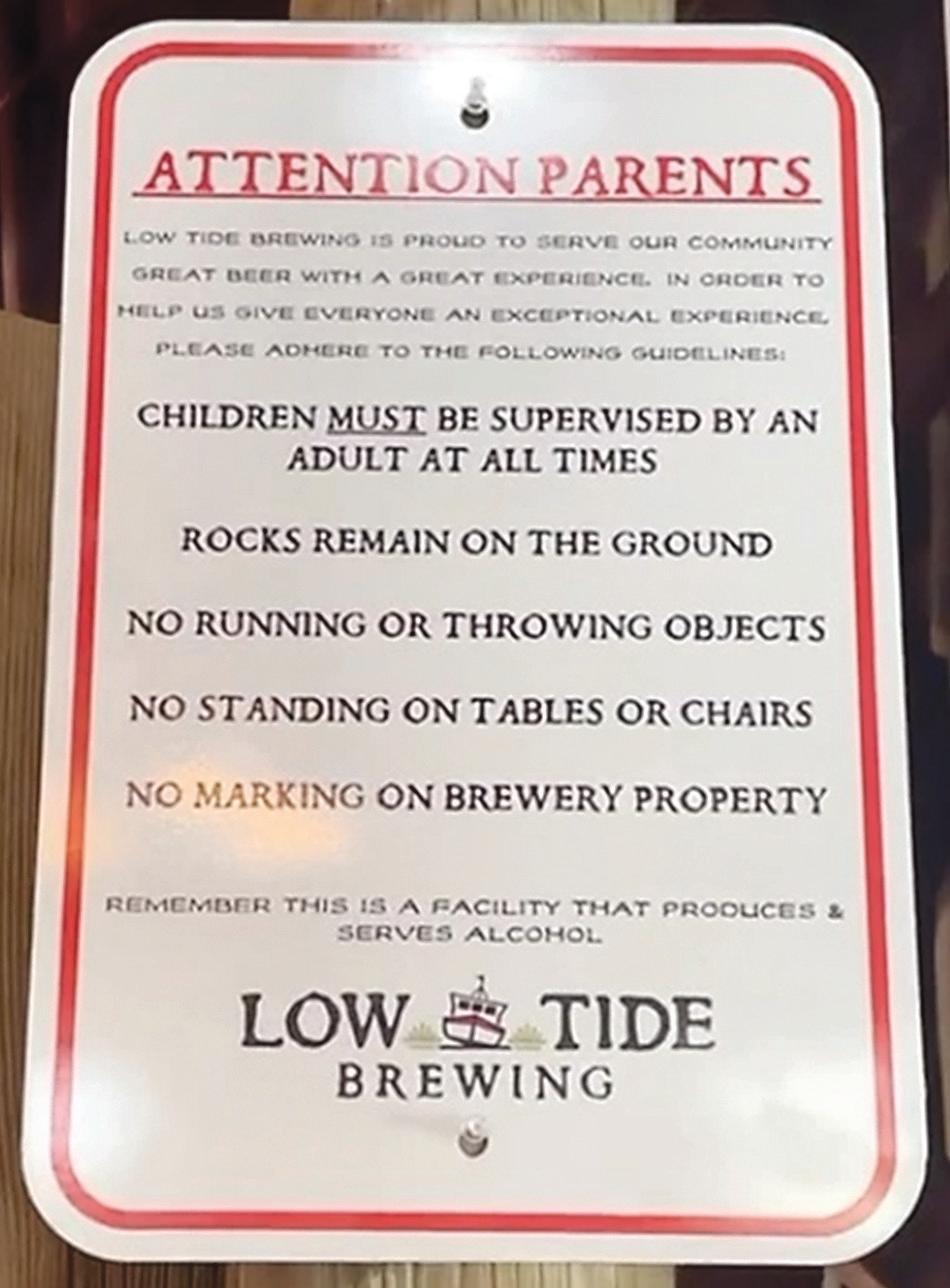 ATTENTION PARENTS
LOW TIDE BREWING IS PROUD TO SERVE OUR COMMUNITY
GREAT BEER WITH A GREAT EXPERIENCE. IN ORDER TO
HELP US GIVE EVERYONE AN EXCEPTIONAL EXPERIENCE,
PLEASE ADHERE TO THE FOLLOWING GUIDELINES:
CHILDREN MUST BE SUPERVISED BY AN
ADULT AT ALL TIMES
ROCKS REMAIN ON THE GROUND
NO RUNNING OR THROWING OBJECTS
NO STANDING ON TABLES OR CHAIRS
NO MARKING ON BREWERY PROPERTY
REMEMBER THIS IS A FACILITY THAT PRODUCES &
SERVES ALCOHOL
LOW TIDE
BREWING